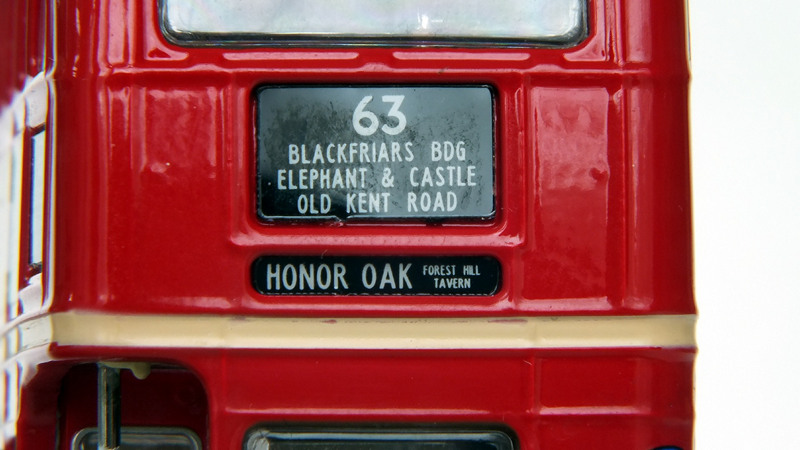 63
BLACKFRIARS BDG
ELEPHANT & CASTLE
OLD KENT ROAD
HONOR OAK FOREST HILL
TAVERN